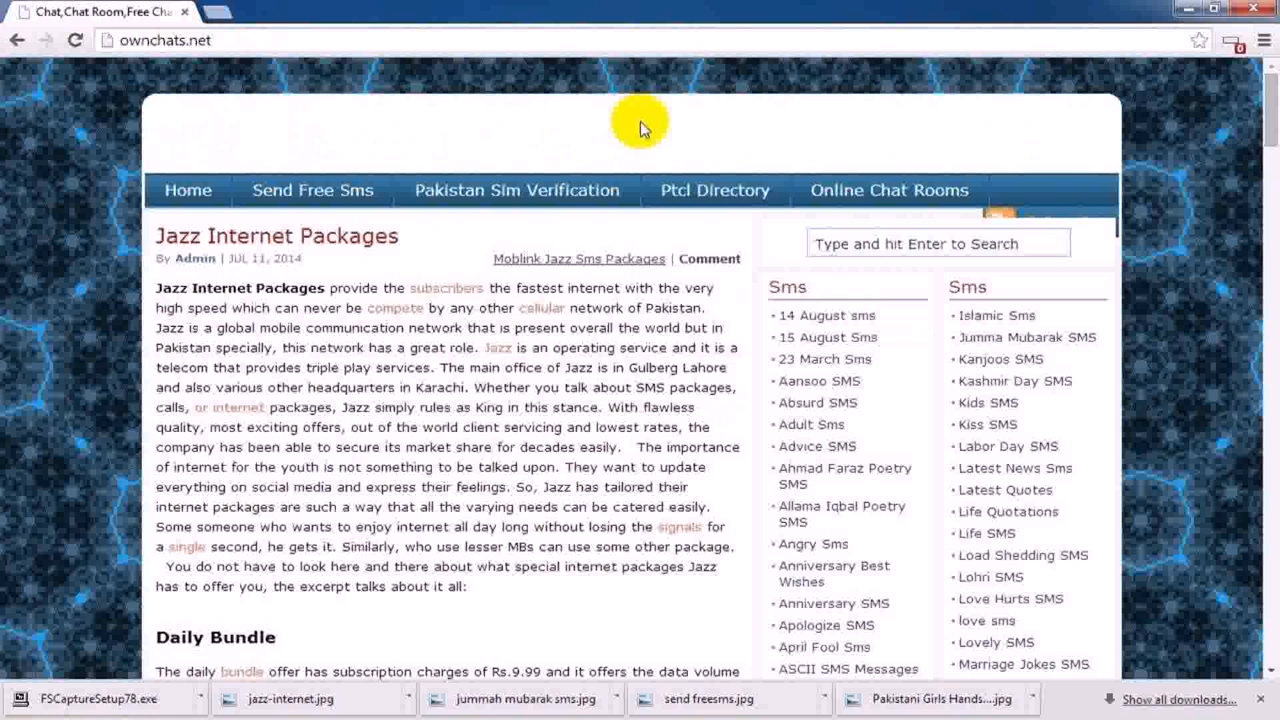 Chat,Chat Room,Free Cha
ownchats.net
0
Home
Send Free Sms
Pakistan Sim Verification
Ptcl Directory
Online Chat Rooms
Jazz Internet Packages
By Admin | JUL 11, 2014
Moblink Jazz Sms Packages | Comment
Jazz Internet Packages provide the subscribers the fastest internet with the very
high speed which can never be compete by any other cellular network of Pakistan.
Jazz is a global mobile communication network that is present overall the world but in
Pakistan specially, this network has a great role. Jazz is an operating service and it is a
telecom that provides triple play services. The main office of Jazz is in Gulberg Lahore
and also various other headquarters in Karachi. Whether you talk about SMS packages,
calls, or internet packages, Jazz simply rules as King in this stance. With flawless
quality, most exciting offers, out of the world client servicing and lowest rates, the
company has been able to secure its market share for decades easily. The importance
of internet for the youth is not something to be talked upon. They want to update
everything on social media and express their feelings. So, Jazz has tailored their
internet packages are such a way that all the varying needs can be catered easily.
Some someone who wants to enjoy internet all day long without losing the signals for
a single second, he gets it. Similarly, who use lesser MBs can use some other package.
You do not have to look here and there about what special internet packages Jazz
has to offer you, the excerpt talks about it all:
Daily Bundle
The daily bundle offer has subscription charges of Rs.9.99 and it offers the data volume
Type and hit Enter to Search
Sms
14 August sms
15 August Sms
23 March Sms
Aansoo SMS
Absurd SMS
Adult Sms
Advice SMS
Ahmad Faraz Poetry
SMS
Allama Iqbal Poetry
SMS
Angry Sms
Anniversary Best
Wishes
Anniversary SMS
Apologize SMS
April Fool Sms
ASCII SMS Messages
Sms
Islamic Sms
Jumma Mubarak SMS
Kanjoos SMS
Kashmir Day SMS
Kids SMS
Kiss SMS
Labor Day SMS
Latest News Sms
Latest Quotes
Life Quotations
Life SMS
Load Shedding SMS
Lohri SMS
Love Hurts SMS
love sms
Lovely SMS
Marriage Jokes SMS
FSCaptureSetup78.exe
jazz-internet.jpg
jummah mubarak sms.jpg
send freesms.jpg
Pakistani Girls Hands....jpg
Show all downloads...